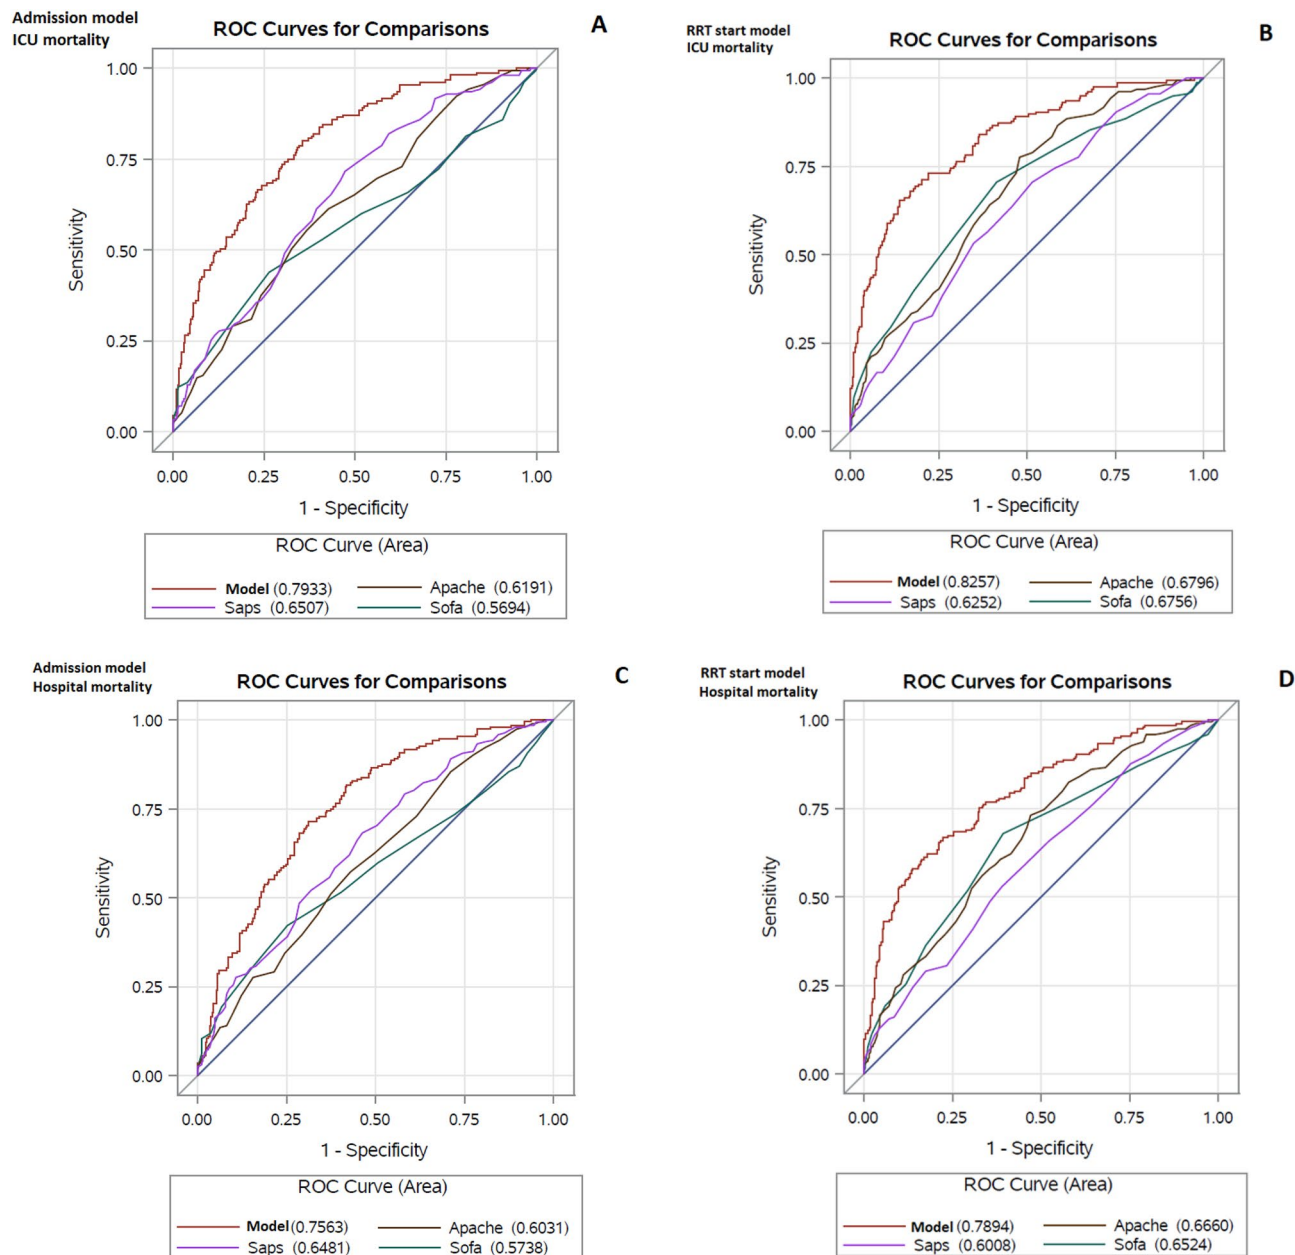 Admission model
ICU mortality
ROC Curves for Comparisons
A
1.00
0.75
0.50
0.25
0.00
Sensitivity
0.00 0.25 0.50 0.75 1.00
1 - Specificity
ROC Curve (Area)
Model (0.7933) Apache (0.6191)
Saps (0.6507) Sofa (0.5694)
RRT start model
ICU mortality
ROC Curves for Comparisons
B
1.00
0.75
0.50
0.25
0.00
Sensitivity
0.00 0.25 0.50 0.75 1.00
1 - Specificity
ROC Curve (Area)
Model (0.8257) Apache (0.6796)
Saps (0.6252) Sofa (0.6756)
Admission model
Hospital mortality
ROC Curves for Comparisons
C
1.00
0.75
0.50
0.25
0.00
Sensitivity
0.00 0.25 0.50 0.75 1.00
1 - Specificity
ROC Curve (Area)
Model (0.7563) Apache (0.6031)
Saps (0.6481) Sofa (0.5738)
RRT start model
Hospital mortality
ROC Curves for Comparisons
D
1.00
0.75
0.50
0.25
0.00
Sensitivity
0.00 0.25 0.50 0.75 1.00
1 - Specificity
ROC Curve (Area)
Model (0.7894) Apache (0.6660)
Saps (0.6008) Sofa (0.6524)